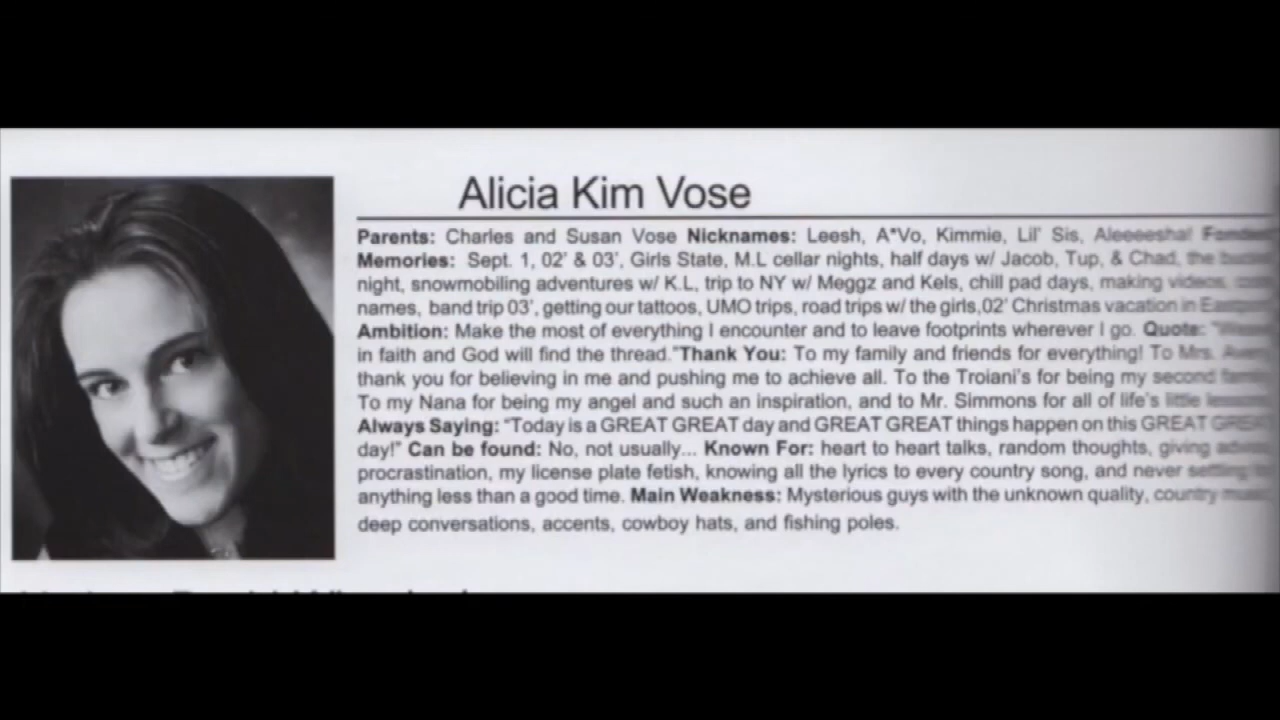 Alicia Kim Vose
Parents: Charles and Susan Vose Nicknames: Leesh, A*Vo, Kimmie, Lil' Sis, Aleeeesha!
Memories: Sept. 1, 02' & 03', Girls State, M.L cellar nights, half days w/ Jacob, Tup, & Chad, the
night, snowmobiling adventures w/ K.L, trip to NY w/ Meggz and Kels, chill pad days, making videos,
names, band trip 03', getting our tattoos, UMO trips, road trips w/ the girls,02' Christmas vacation in
Ambition: Make the most of everything I encounter and to leave footprints wherever I go. Quote:
in faith and God will find the thread."Thank You: To my family and friends for everything! To Mrs.
thank you for believing in me and pushing me to achieve all. To the Troiani's for being my second
To my Nana for being my angel and such an inspiration, and to Mr. Simmons for all of life's little
Always Saying: "Today is a GREAT GREAT day and GREAT GREAT things happen on this GREAT GREAT
day!" Can be found: No, not usually... Known For: heart to heart talks, random thoughts, giving
procrastination, my license plate fetish, knowing all the lyrics to every country song, and never
anything less than a good time. Main Weakness: Mysterious guys with the unknown quality, country
deep conversations, accents, cowboy hats, and fishing poles.